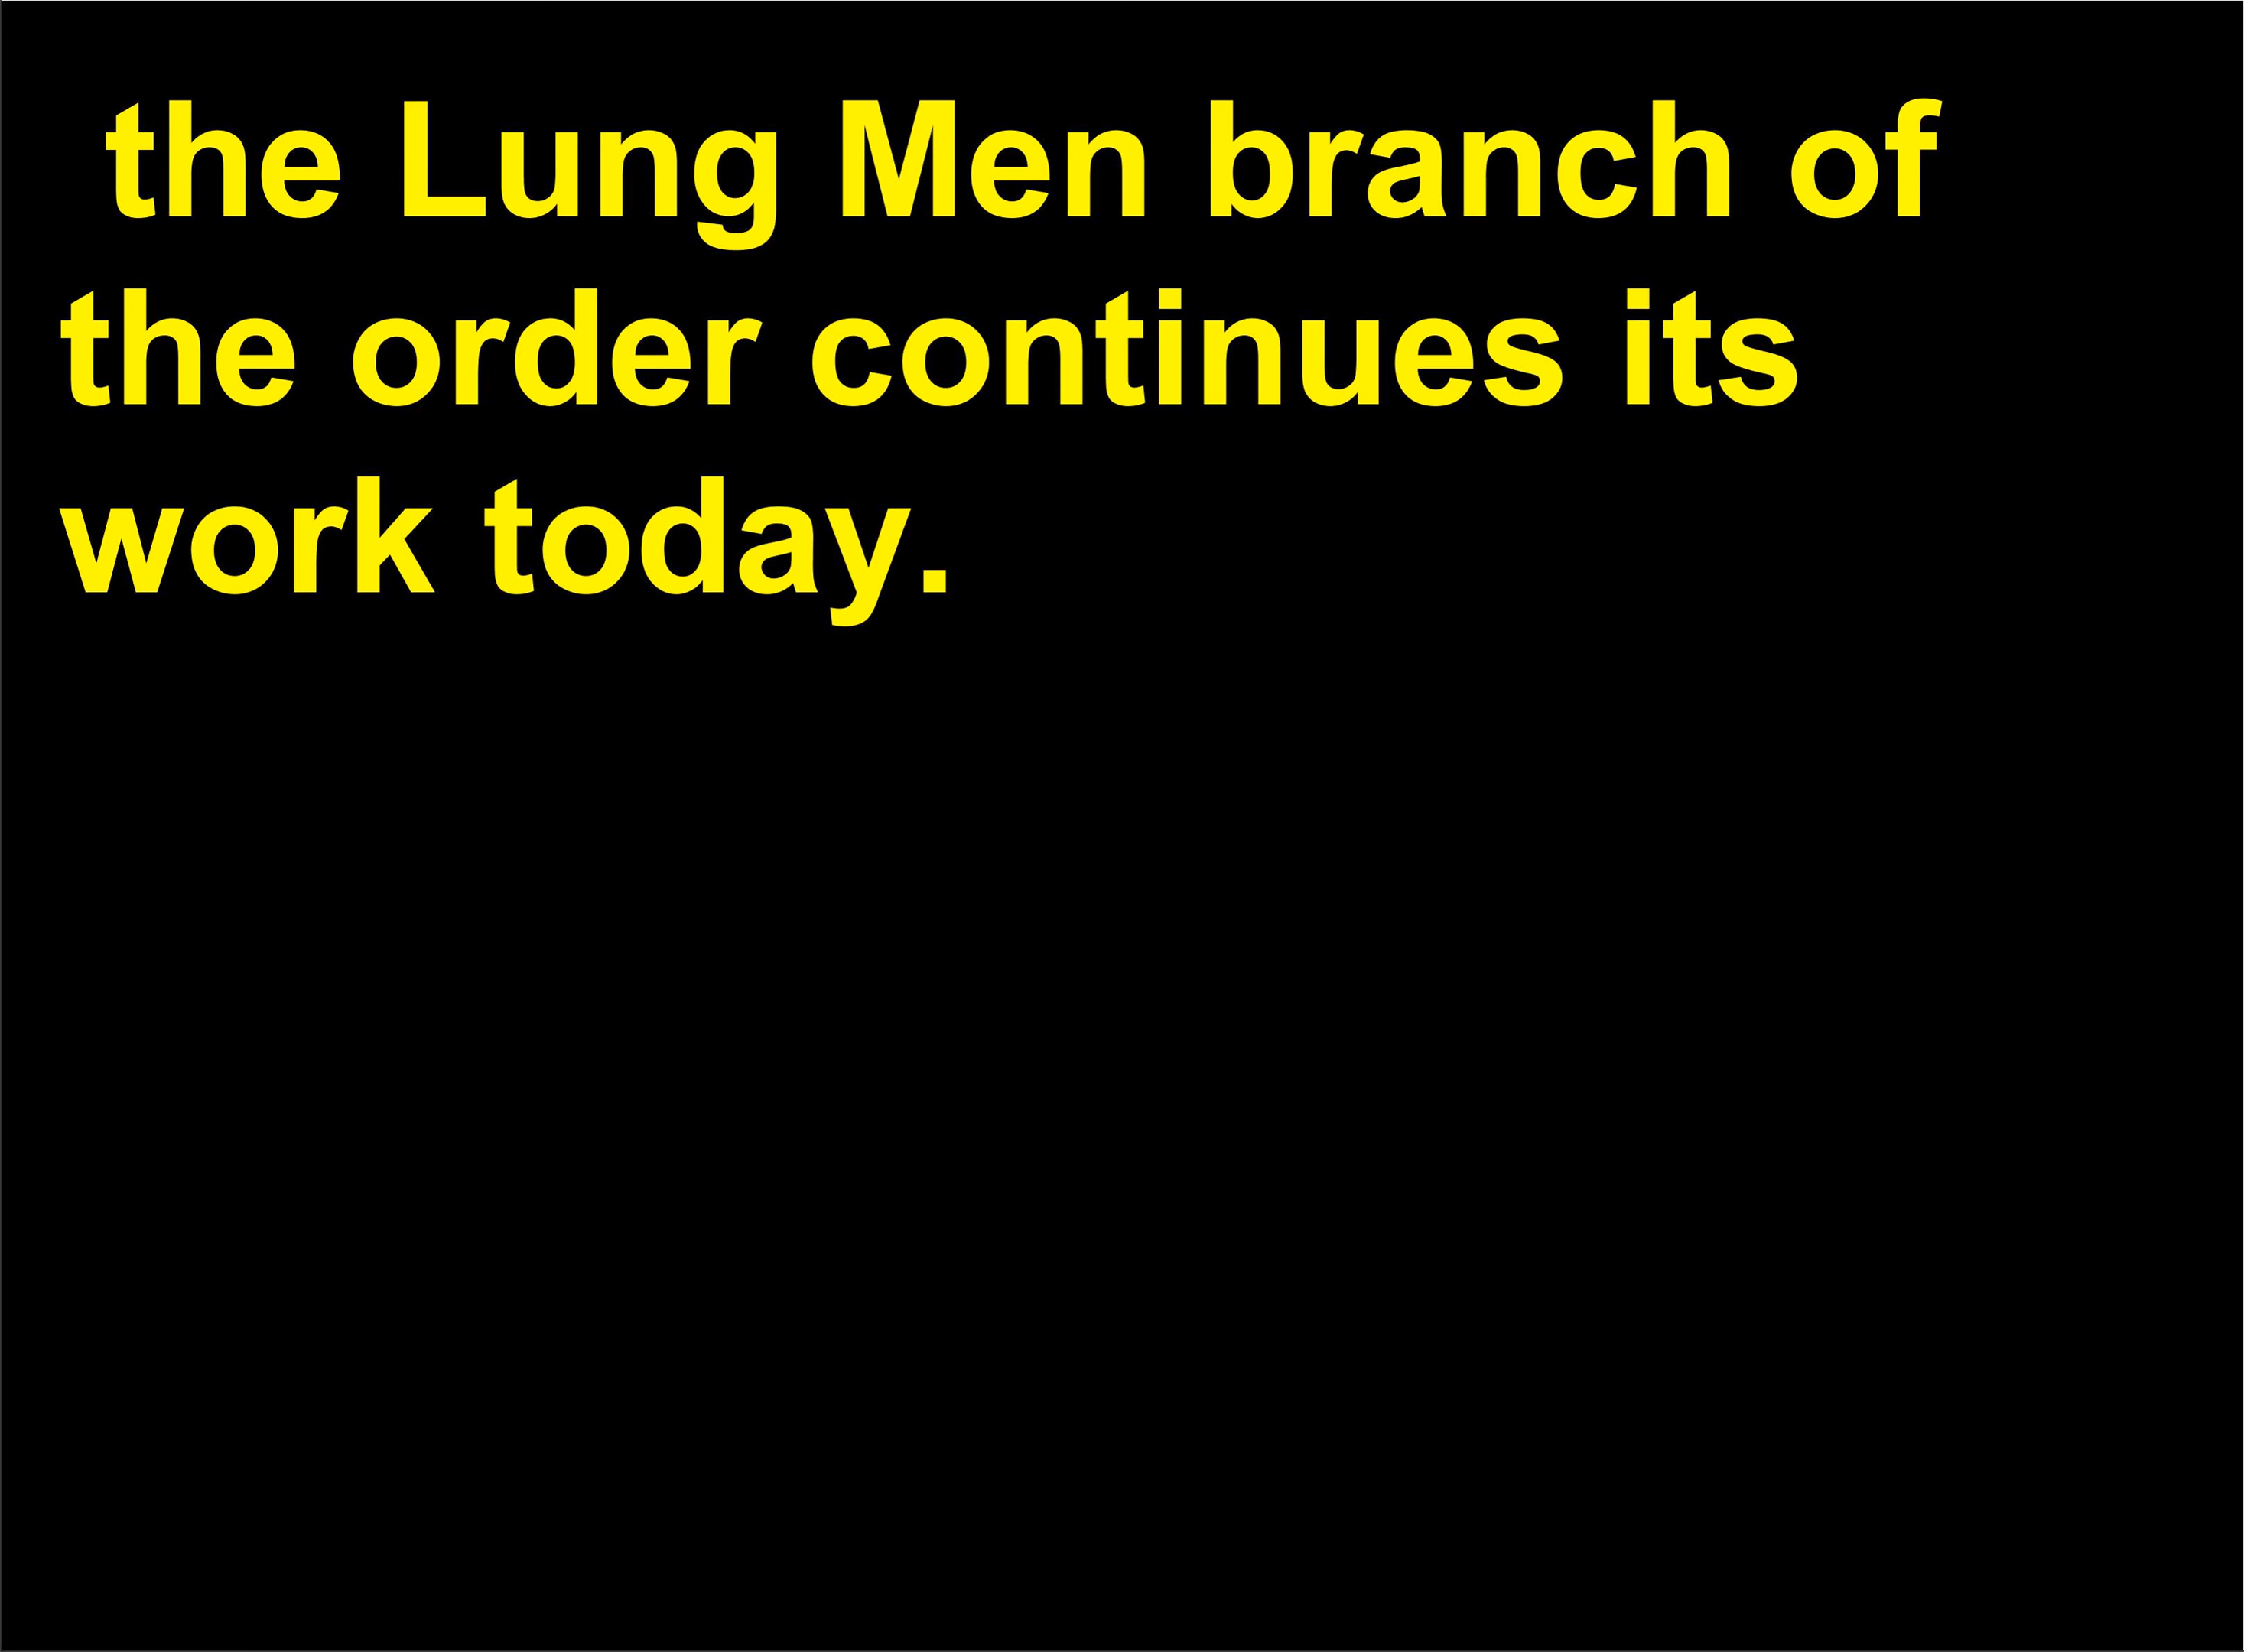 the Lung Men branch of
the order continues its
work today.